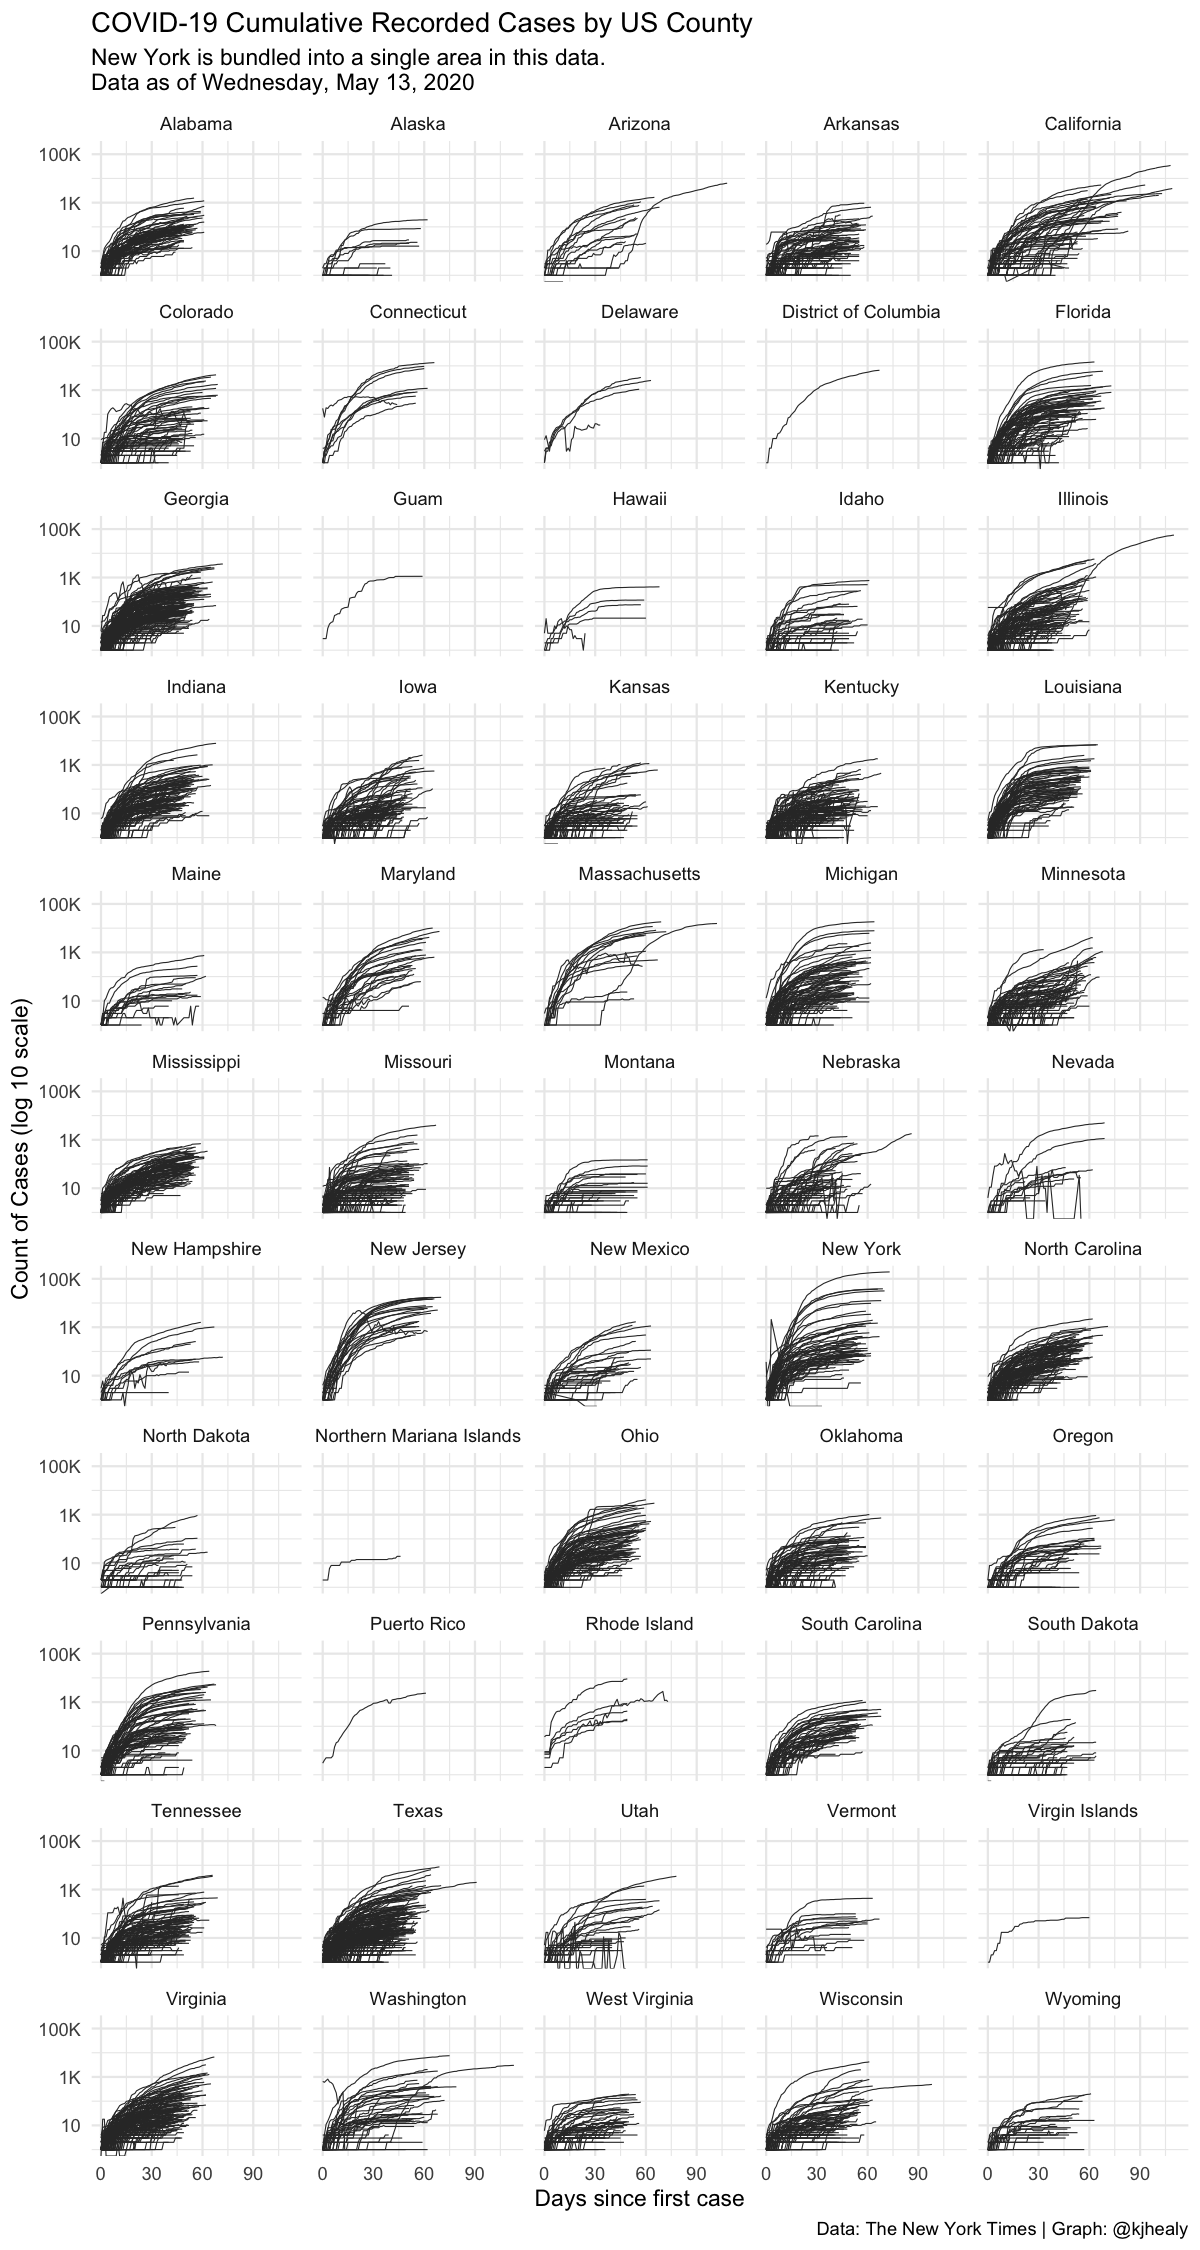 COVID-19 Cumulative Recorded Cases by US County
New York is bundled into a single area in this data.
Data as of Wednesday, May 13, 2020
Alabama Alaska Arizona Arkansas California
100K
1K
10
Colorado Connecticut Delaware District of Columbia Florida
100K
1K
10
Georgia Guam Hawaii Idaho Illinois
100K
1K
10
Indiana Iowa Kansas Kentucky Louisiana
100K
1K
10
Maine Maryland Massachusetts Michigan Minnesota
100K
1K
10
Count of Cases (log 10 scale)
Mississippi Missouri Montana Nebraska Nevada
100K
1K
10
New Hampshire New Jersey New Mexico New York North Carolina
100K
1K
10
North Dakota Northern Mariana Islands Ohio Oklahoma Oregon
100K
1K
10
Pennsylvania Puerto Rico Rhode Island South Carolina South Dakota
100K
1K
10
Tennessee Texas Utah Vermont Virgin Islands
100K
1K
10
Virginia Washington West Virginia Wisconsin Wyoming
100K
1K
10
0 30 60 90 0 30 60 90 0 30 60 90 0 30 60 90 0 30 60 90
Days since first case
Data: The New York Times | Graph: @kjhealy